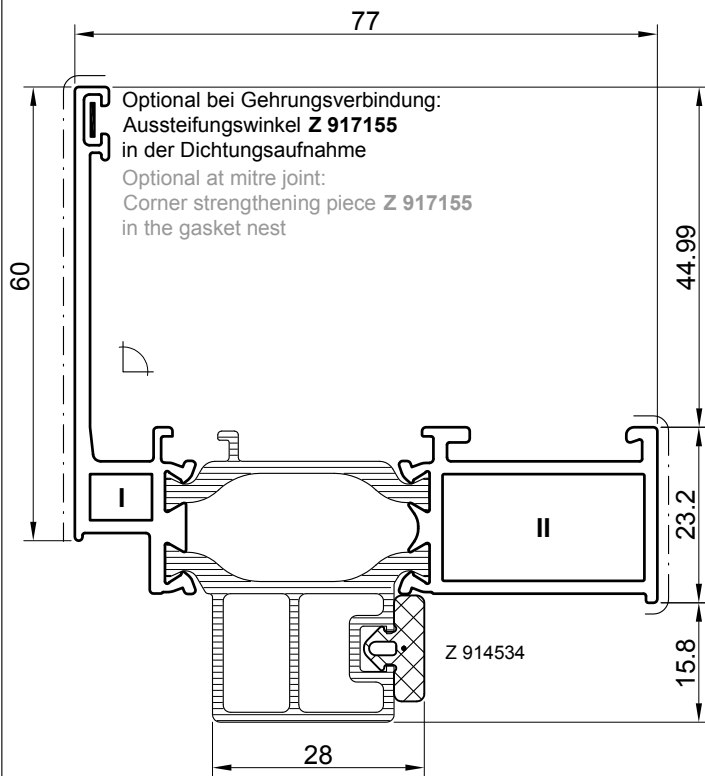 77
Optional bei Gehrungsverbindung:
Aussteifungswinkel Z 917155
in der Dichtungsaufnahme
Optional at mitre joint:
Corner strengthening piece Z 917155
in the gasket nest
60
44.99
I
II
23.2
Z 914534
15.8
28